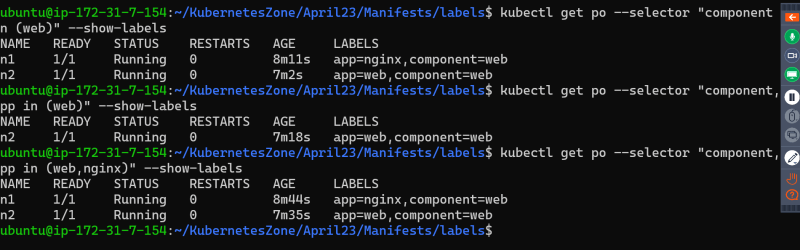 ubuntu@ip-172-31-7-154:~/KubernetesZone/April23/Manifests/labels$ kubectl get po --selector "component
n (web)" --show-labels
NAME READY STATUS RESTARTS AGE LABELS
n1 1/1 Running 0 8m11s app=nginx,component=web
n2 1/1 Running 0 7m2s app=web,component=web
ubuntu@ip-172-31-7-154:~/KubernetesZone/April23/Manifests/labels$ kubectl get po --selector "component,
pp in (web)" --show-labels
NAME READY STATUS RESTARTS AGE LABELS
n2 1/1 Running 0 7m18s app=web,component=web
ubuntu@ip-172-31-7-154:~/KubernetesZone/April23/Manifests/labels$ kubectl get po --selector "component,
pp in (web,nginx)" --show-labels
NAME READY STATUS RESTARTS AGE LABELS
n1 1/1 Running 0 8m44s app=nginx,component=web
n2 1/1 Running 0 7m35s app=web,component=web
ubuntu@ip-172-31-7-154:~/KubernetesZone/April23/Manifests/labels$